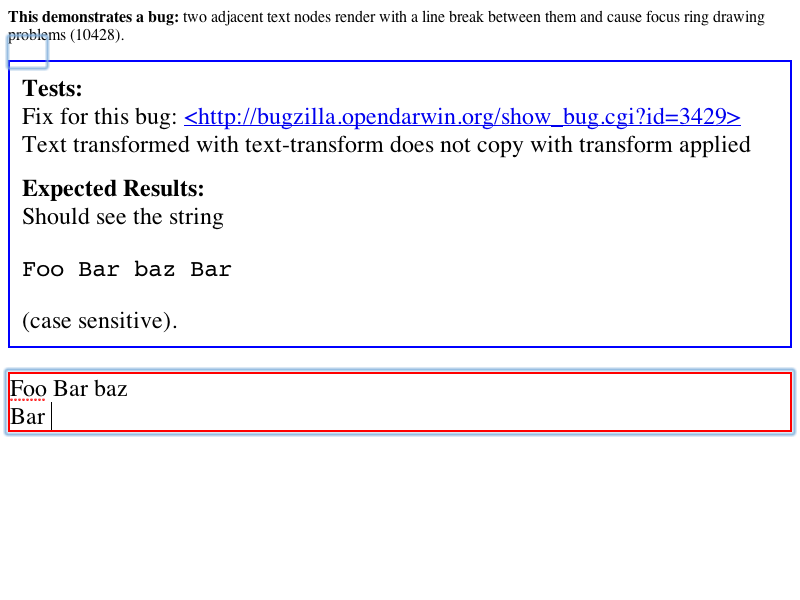 This demonstrates a bug: two adjacent text nodes render with a line break between them and cause focus ring drawing
problems (10428).
Tests:
Fix for this bug: <http://bugzilla.opendarwin.org/show_bug.cgi?id=3429>
Text transformed with text-transform does not copy with transform applied
Expected Results:
Should see the string
Foo Bar baz Bar
(case sensitive).
Foo Bar baz
Bar